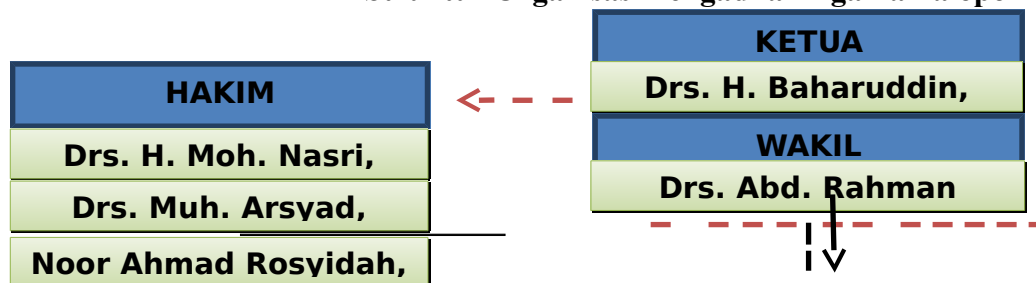 KETUA
Drs. H. Baharuddin,
WAKIL
Drs. Abd. Rahman
HAKIM
Drs. H. Moh. Nasri,
Drs. Muh. Arsyad,
Noor Ahmad Rosyidah,